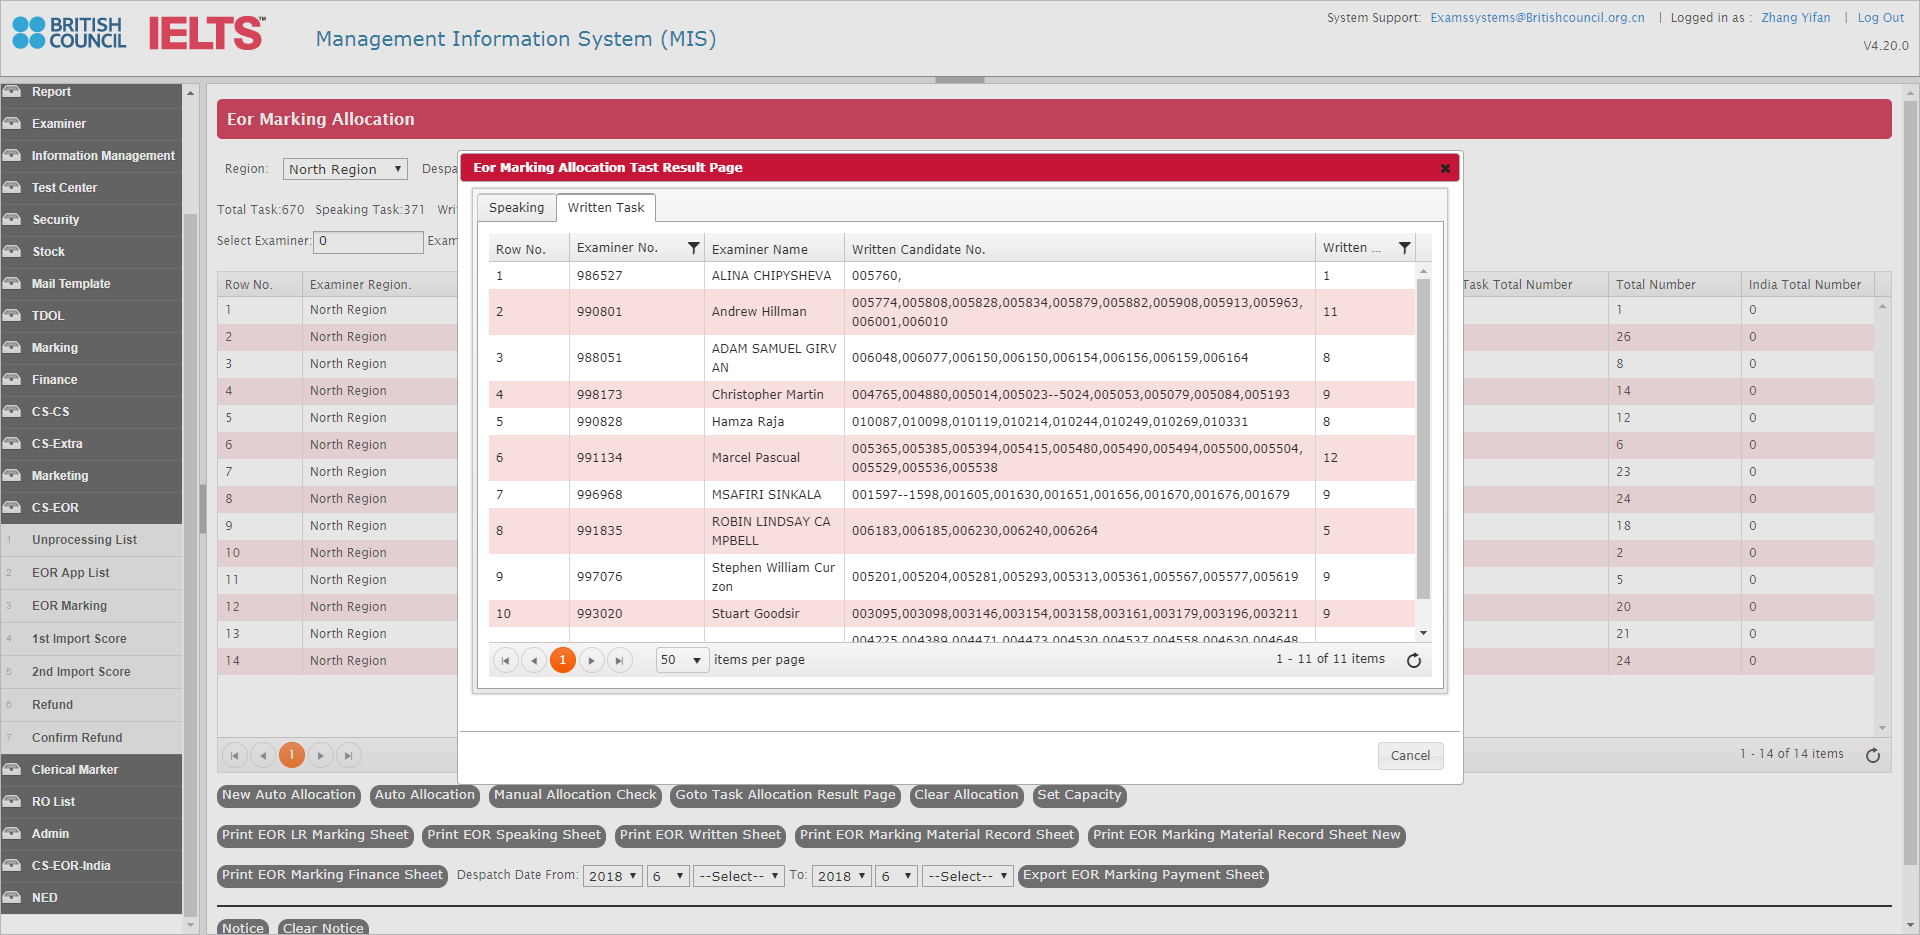 BRITISH
COUNCIL
IELTS™
Management Information System (MIS)
System Support: Examssystems@Britishcouncil.org.cn | Logged in as : Zhang Yifan | Log Out
V4.20.0
Report
Examiner
Information Management
Test Center
Security
Stock
Mail Template
TDOL
Marking
Finance
CS-CS
CS-Extra
Marketing
CS-EOR
1 Unprocessing List
2 EOR App List
3 EOR Marking
4 1st Import Score
5 2nd Import Score
6 Refund
7 Confirm Refund
Clerical Marker
RO List
Admin
CS-EOR-India
NED
Eor Marking Allocation
Region: North Region Despa
Total Task:670 Speaking Task:371 Wri
Select Examiner: 0 Exam
Row No. Examiner Region. Task Total Number Total Number India Total Number
1 North Region 1 0
2 North Region 26 0
3 North Region 8 0
4 North Region 14 0
5 North Region 12 0
6 North Region 6 0
7 North Region 23 0
8 North Region 24 0
9 North Region 18 0
10 North Region 2 0
11 North Region 5 0
12 North Region 20 0
13 North Region 21 0
14 North Region 24 0
1 1 - 14 of 14 items
Eor Marking Allocation Tast Result Page
Speaking Written Task
Row No. Examiner No. Examiner Name Written Candidate No. Written ...
1 986527 ALINA CHIPYSHEVA 005760, 1
2 990801 Andrew Hillman 005774,005808,005828,005834,005879,005882,005908,005913,005963, 11
006001,006010
3 988051 ADAM SAMUEL GIRV 006048,006077,006150,006150,006154,006156,006159,006164 8
AN
4 998173 Christopher Martin 004765,004880,005014,005023--5024,005053,005079,005084,005193 9
5 990828 Hamza Raja 010087,010098,010119,010214,010244,010249,010269,010331 8
6 991134 Marcel Pascual 005365,005385,005394,005415,005480,005490,005494,005500,005504, 12
005529,005536,005538
7 996968 MSAFIRI SINKALA 001597--1598,001605,001630,001651,001656,001670,001676,001679 9
8 991835 ROBIN LINDSAY CA 006183,006185,006230,006240,006264 5
MPBELL
9 997076 Stephen William Cur 005201,005204,005281,005293,005313,005361,005567,005577,005619 9
zon
10 993020 Stuart Goodsir 003095,003098,003146,003154,003158,003161,003179,003196,003211 9
004225,004389,004471,004473,004530,004537,004558,004630,004648
1 50 items per page 1 - 11 of 11 items
Cancel
New Auto Allocation Auto Allocation Manual Allocation Check Goto Task Allocation Result Page Clear Allocation Set Capacity
Print EOR LR Marking Sheet Print EOR Speaking Sheet Print EOR Written Sheet Print EOR Marking Material Record Sheet Print EOR Marking Material Record Sheet New
Print EOR Marking Finance Sheet Despatch Date From: 2018 6 --Select-- To: 2018 6 --Select-- Export EOR Marking Payment Sheet
Notice Clear Notice